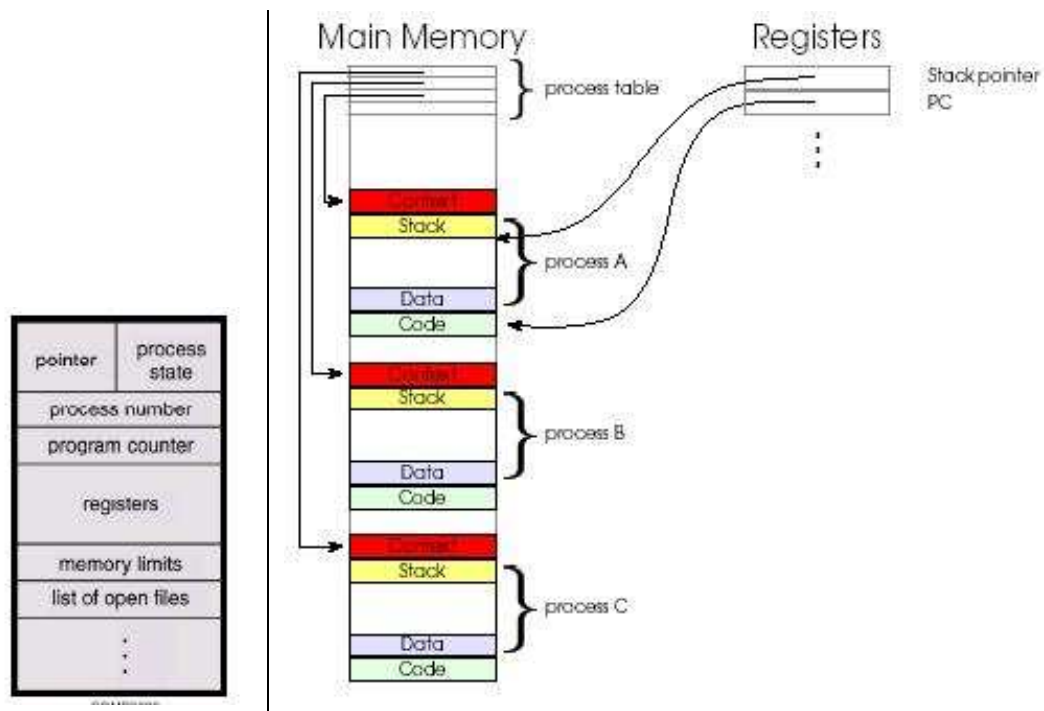 pointer
process
state
process number
program counter
registers
memory limits
list of open files
Main Memory
process table
Context
Stack
process A
Data
Code
Context
Stack
process B
Data
Code
Context
Stack
process C
Data
Code
Registers
Stack pointer
PC